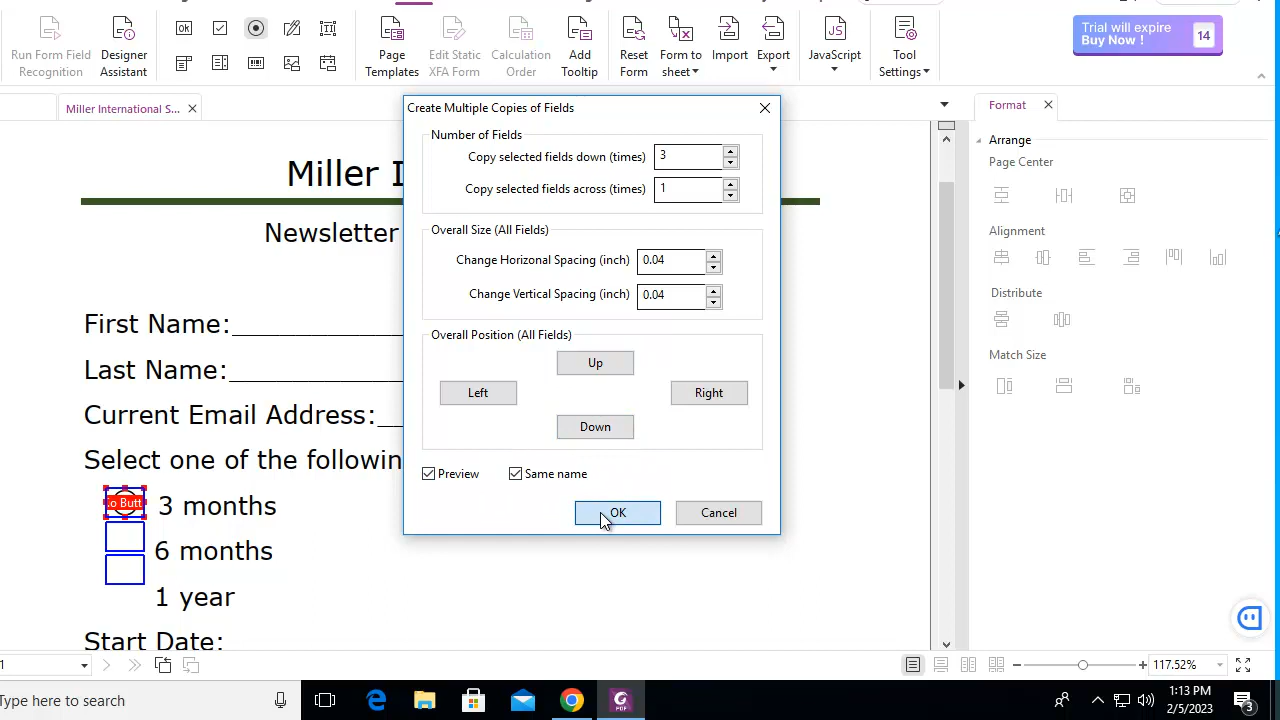 Run Form Field
Recognition
Designer
Assistant
OK
Page
Templates
Edit Static
XFA Form
Calculation
Order
Add
Tooltip
Reset
Form
Form to
sheet
Import
Export
JavaScript
JS
Tool
Settings
Trial will expire
Buy Now !
14
Miller International S...
Create Multiple Copies of Fields
Format
Number of Fields
Copy selected fields down (times)
3
Copy selected fields across (times)
1
Overall Size (All Fields)
Change Horizonal Spacing (inch)
0.04
Change Vertical Spacing (inch)
0.04
Overall Position (All Fields)
Up
Left
Right
Down
Preview
Same name
OK
Cancel
Arrange
Page Center
Alignment
Distribute
Match Size
Miller I
Newsletter
First Name:
Last Name:
Current Email Address:
Select one of the followin
o Butt
3 months
6 months
1 year
Start Date:
1
117.52%
Type here to search
PDF
1:13 PM
2/5/2023
3